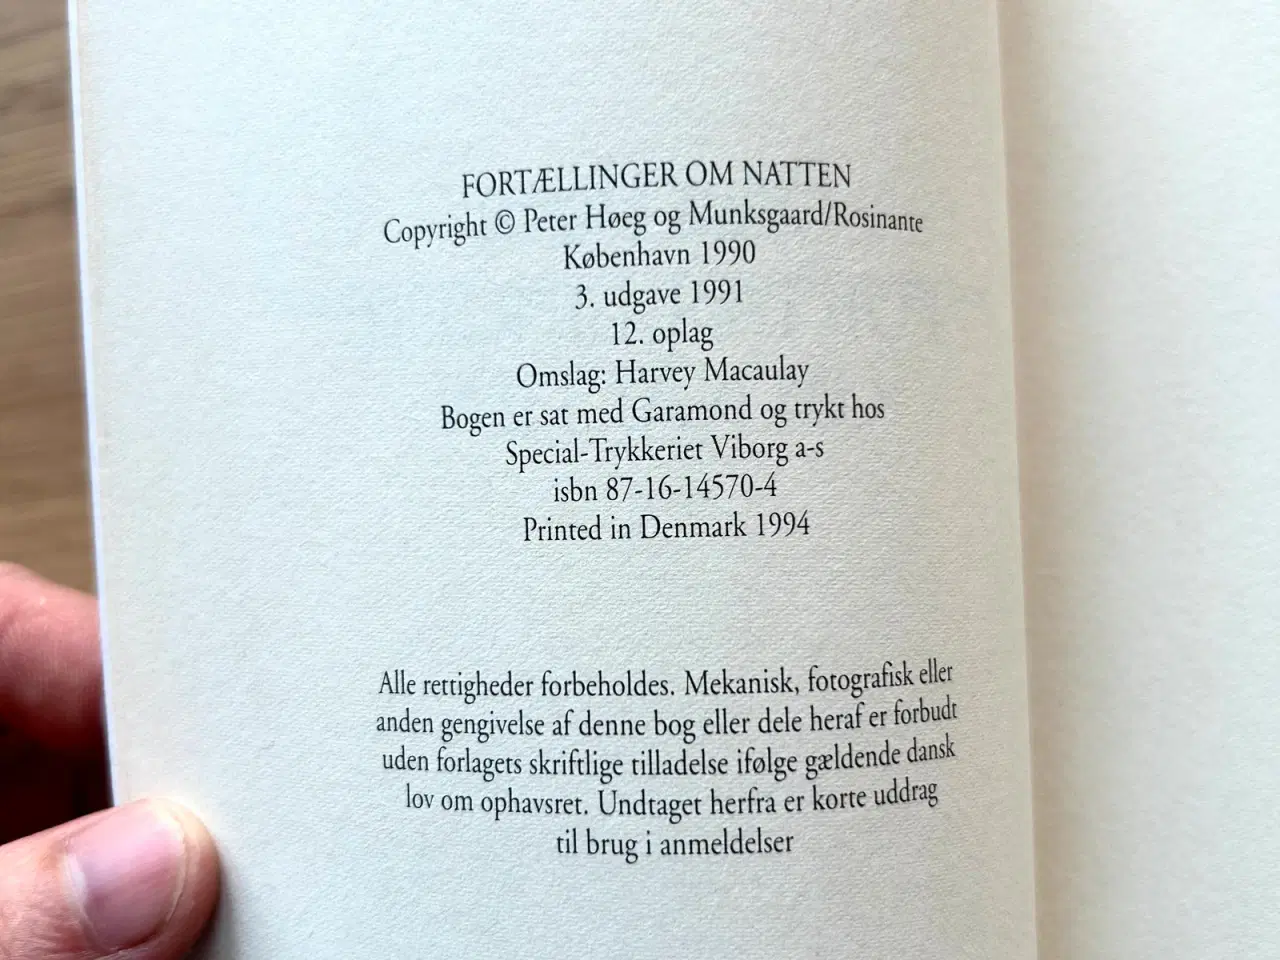 FORTÆLLINGER OM NATTEN
Copyright © Peter Høeg og Munksgaard/Rosinante
København 1990
3. udgave 1991
12. oplag
Omslag: Harvey Macaulay
Bogen er sat med Garamond og trykt hos
Special-Trykkeriet Viborg a-s
isbn 87-16-14570-4
Printed in Denmark 1994
Alle rettigheder forbeholdes. Mekanisk, fotografisk eller
anden gengivelse af denne bog eller dele heraf er forbudt
uden forlagets skriftlige tilladelse ifølge gældende dansk
lov om ophavsret. Undtaget herfra er korte uddrag
til brug i anmeldelser